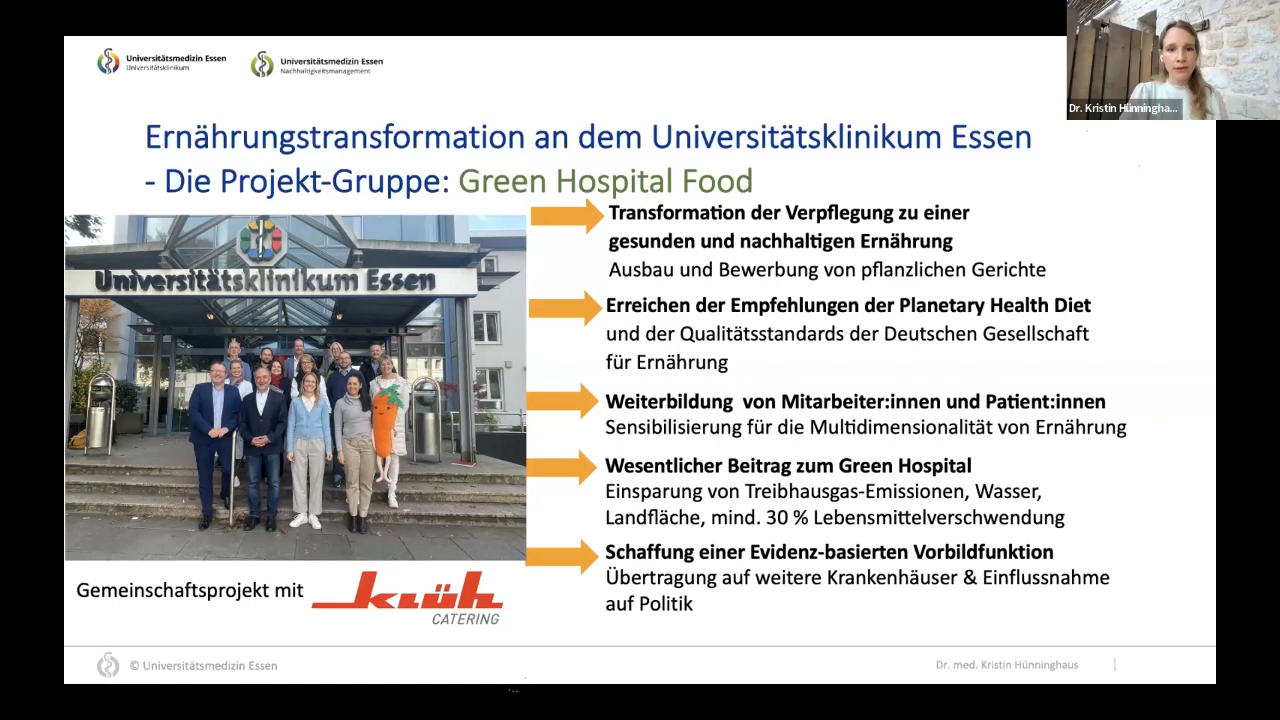 Universitätsmedizin Essen
Universitätsklinikum
Universitätsmedizin Essen
Nachhaltigkeitsmanagement
Dr. Kristin Hünningha...
Ernährungstransformation an dem Universitätsklinikum Essen
- Die Projekt-Gruppe: Green Hospital Food
Universitätsklinikum Essen
Transformation der Verpflegung zu einer
gesunden und nachhaltigen Ernährung
Ausbau und Bewerbung von pflanzlichen Gerichte
Erreichen der Empfehlungen der Planetary Health Diet
und der Qualitätsstandards der Deutschen Gesellschaft
für Ernährung
Weiterbildung von Mitarbeiter:innen und Patient:innen
Sensibilisierung für die Multidimensionalität von Ernährung
Wesentlicher Beitrag zum Green Hospital
Einsparung von Treibhausgas-Emissionen, Wasser,
Landfläche, mind. 30 % Lebensmittelverschwendung
Schaffung einer Evidenz-basierten Vorbildfunktion
Übertragung auf weitere Krankenhäuser & Einflussnahme
auf Politik
Gemeinschaftsprojekt mit
klüh
CATERING
© Universitätsmedizin Essen
Dr. med. Kristin Hünninghaus